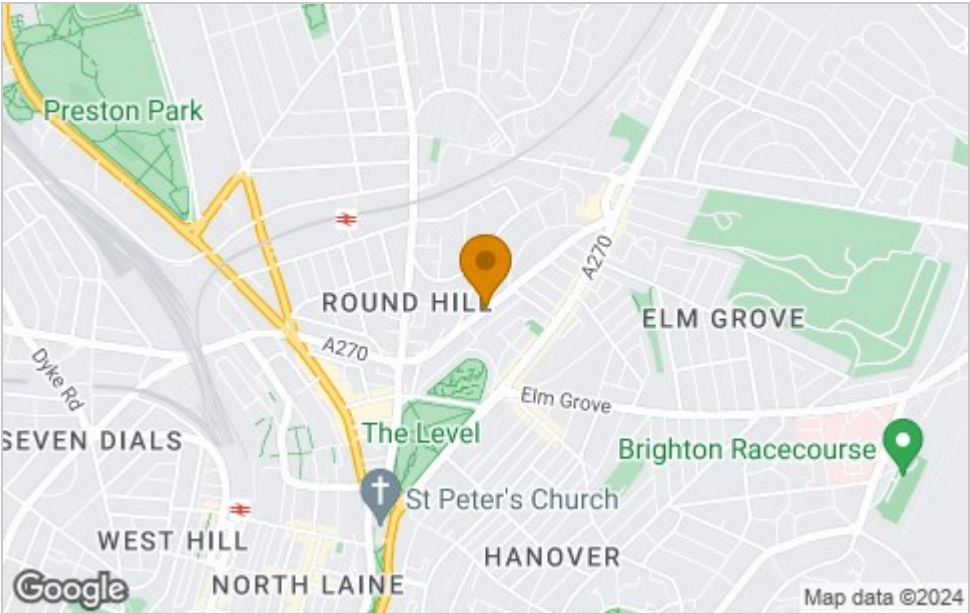 Preston Park
A270
ROUND HILL
ELM GROVE
A270
Dyke Rd
Elm Grove
The Level
SEVEN DIALS
Brighton Racecourse
St Peter's Church
WEST HILL
HANOVER
NORTH LAINE
Google
Map data ©2024